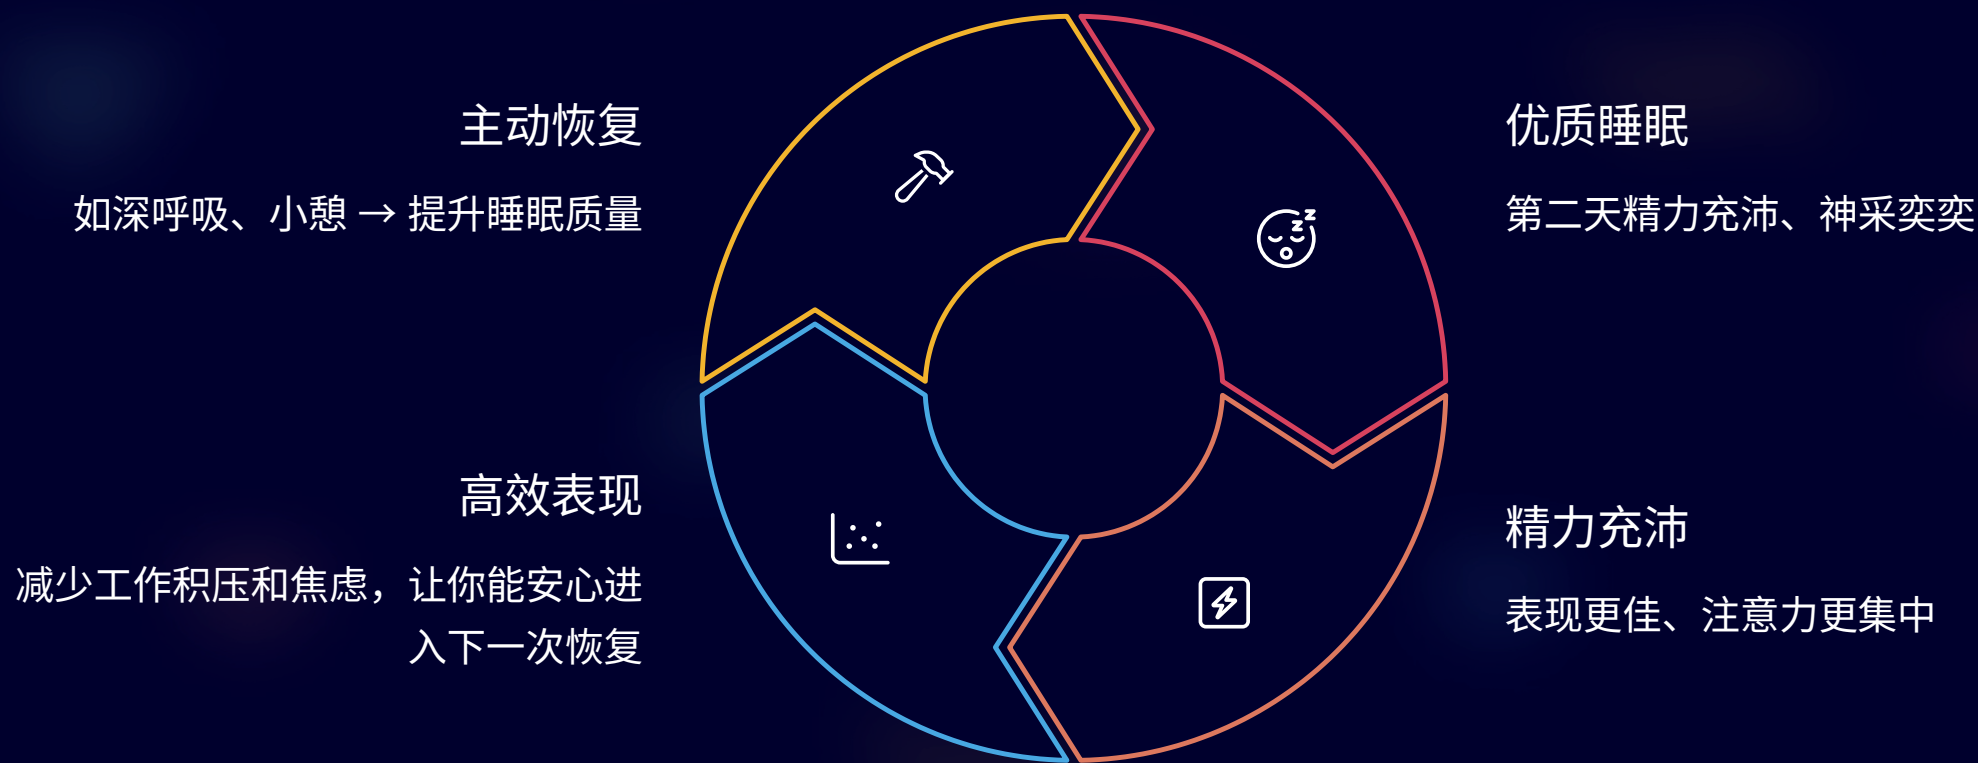 主动恢复
如深呼吸、小憩 → 提升睡眠质量
优质睡眠
第二天精力充沛、神采奕奕
高效表现
减少工作积压和焦虑，让你能安心进
入下一次恢复
精力充沛
表现更佳、注意力更集中